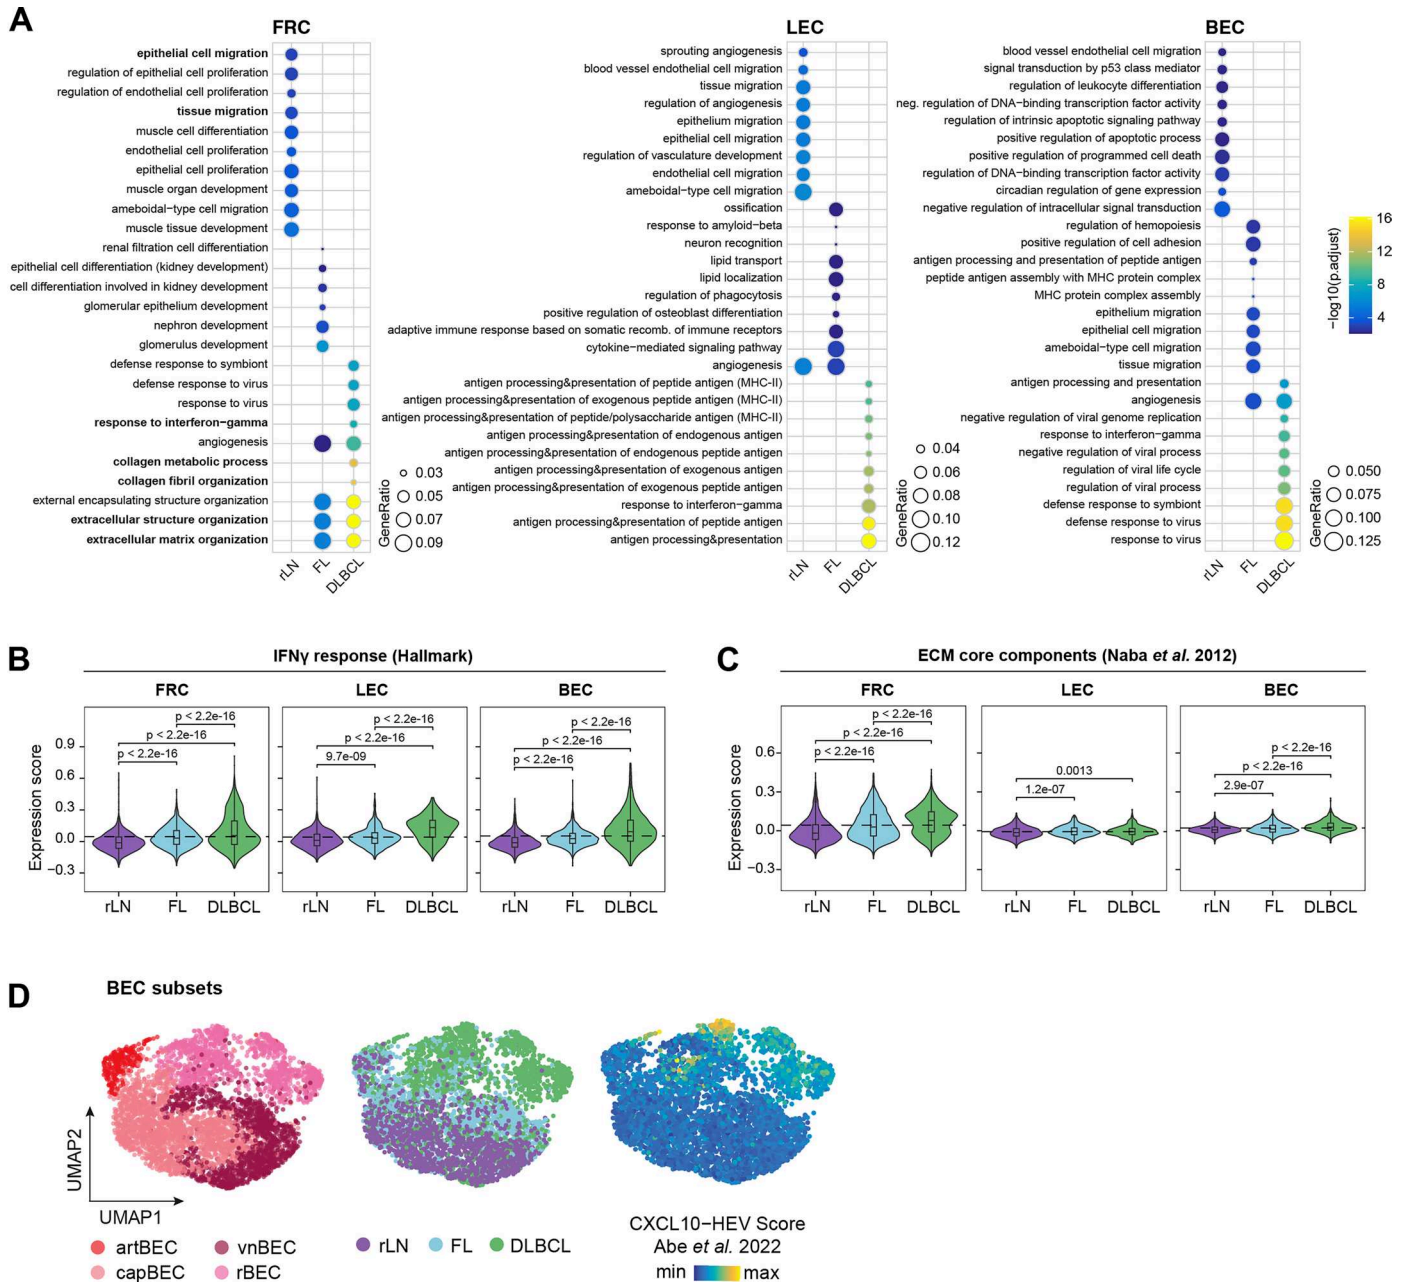 A
FRC
epithelial cell migration
regulation of epithelial cell proliferation
regulation of endothelial cell proliferation
tissue migration
muscle cell differentiation
endothelial cell proliferation
epithelial cell proliferation
muscle organ development
ameboidal−type cell migration
muscle tissue development
renal filtration cell differentiation
epithelial cell differentiation (kidney development)
cell differentiation involved in kidney development
glomerular epithelium development
nephron development
glomerulus development
defense response to symbiont
defense response to virus
response to virus
response to interferon−gamma
angiogenesis
collagen metabolic process
collagen fibril organization
external encapsulating structure organization
extracellular structure organization
extracellular matrix organization
rLN
FL
DLBCL
GeneRatio
0.03
0.05
0.07
0.09
LEC
sprouting angiogenesis
blood vessel endothelial cell migration
tissue migration
regulation of angiogenesis
epithelium migration
epithelial cell migration
regulation of vasculature development
endothelial cell migration
ameboidal−type cell migration
ossification
response to amyloid−beta
neuron recognition
lipid transport
lipid localization
regulation of phagocytosis
positive regulation of osteoblast differentiation
adaptive immune response based on somatic recomb. of immune receptors
cytokine−mediated signaling pathway
angiogenesis
antigen processing&presentation of peptide antigen (MHC-II)
antigen processing&presentation of exogenous peptide antigen (MHC-II)
antigen processing&presentation of peptide/polysaccharide antigen (MHC-II)
antigen processing&presentation of endogenous antigen
antigen processing&presentation of endogenous peptide antigen
antigen processing&presentation of exogenous antigen
antigen processing&presentation of exogenous peptide antigen
response to interferon−gamma
antigen processing&presentation of peptide antigen
antigen processing&presentation
rLN
FL
DLBCL
GeneRatio
0.04
0.06
0.08
0.10
0.12
BEC
blood vessel endothelial cell migration
signal transduction by p53 class mediator
regulation of leukocyte differentiation
neg. regulation of DNA−binding transcription factor activity
regulation of intrinsic apoptotic signaling pathway
positive regulation of apoptotic process
positive regulation of programmed cell death
regulation of DNA−binding transcription factor activity
circadian regulation of gene expression
negative regulation of intracellular signal transduction
regulation of hemopoiesis
positive regulation of cell adhesion
antigen processing and presentation of peptide antigen
peptide antigen assembly with MHC protein complex
MHC protein complex assembly
epithelium migration
epithelial cell migration
ameboidal−type cell migration
tissue migration
antigen processing and presentation
angiogenesis
negative regulation of viral genome replication
response to interferon−gamma
negative regulation of viral process
regulation of viral life cycle
regulation of viral process
defense response to symbiont
defense response to virus
response to virus
rLN
FL
DLBCL
GeneRatio
0.050
0.075
0.100
0.125
−log10(p.adjust)
16
12
8
4
B
IFNγ response (Hallmark)
FRC
LEC
BEC
Expression score
0.9
0.6
0.3
0.0
−0.3
p < 2.2e-16
p < 2.2e-16
p < 2.2e-16
p < 2.2e-16
p < 2.2e-16
9.7e-09
p < 2.2e-16
p < 2.2e-16
p < 2.2e-16
rLN FL DLBCL
rLN FL DLBCL
rLN FL DLBCL
C
ECM core components (Naba et al. 2012)
FRC
LEC
BEC
Expression score
0.6
0.3
0.0
−0.3
p < 2.2e-16
p < 2.2e-16
p < 2.2e-16
0.0013
1.2e-07
p < 2.2e-16
p < 2.2e-16
2.9e-07
rLN FL DLBCL
rLN FL DLBCL
rLN FL DLBCL
D
BEC subsets
UMAP2
UMAP1
artBEC
vnBEC
capBEC
rBEC
rLN
FL
DLBCL
CXCL10−HEV Score
Abe et al. 2022
min
max